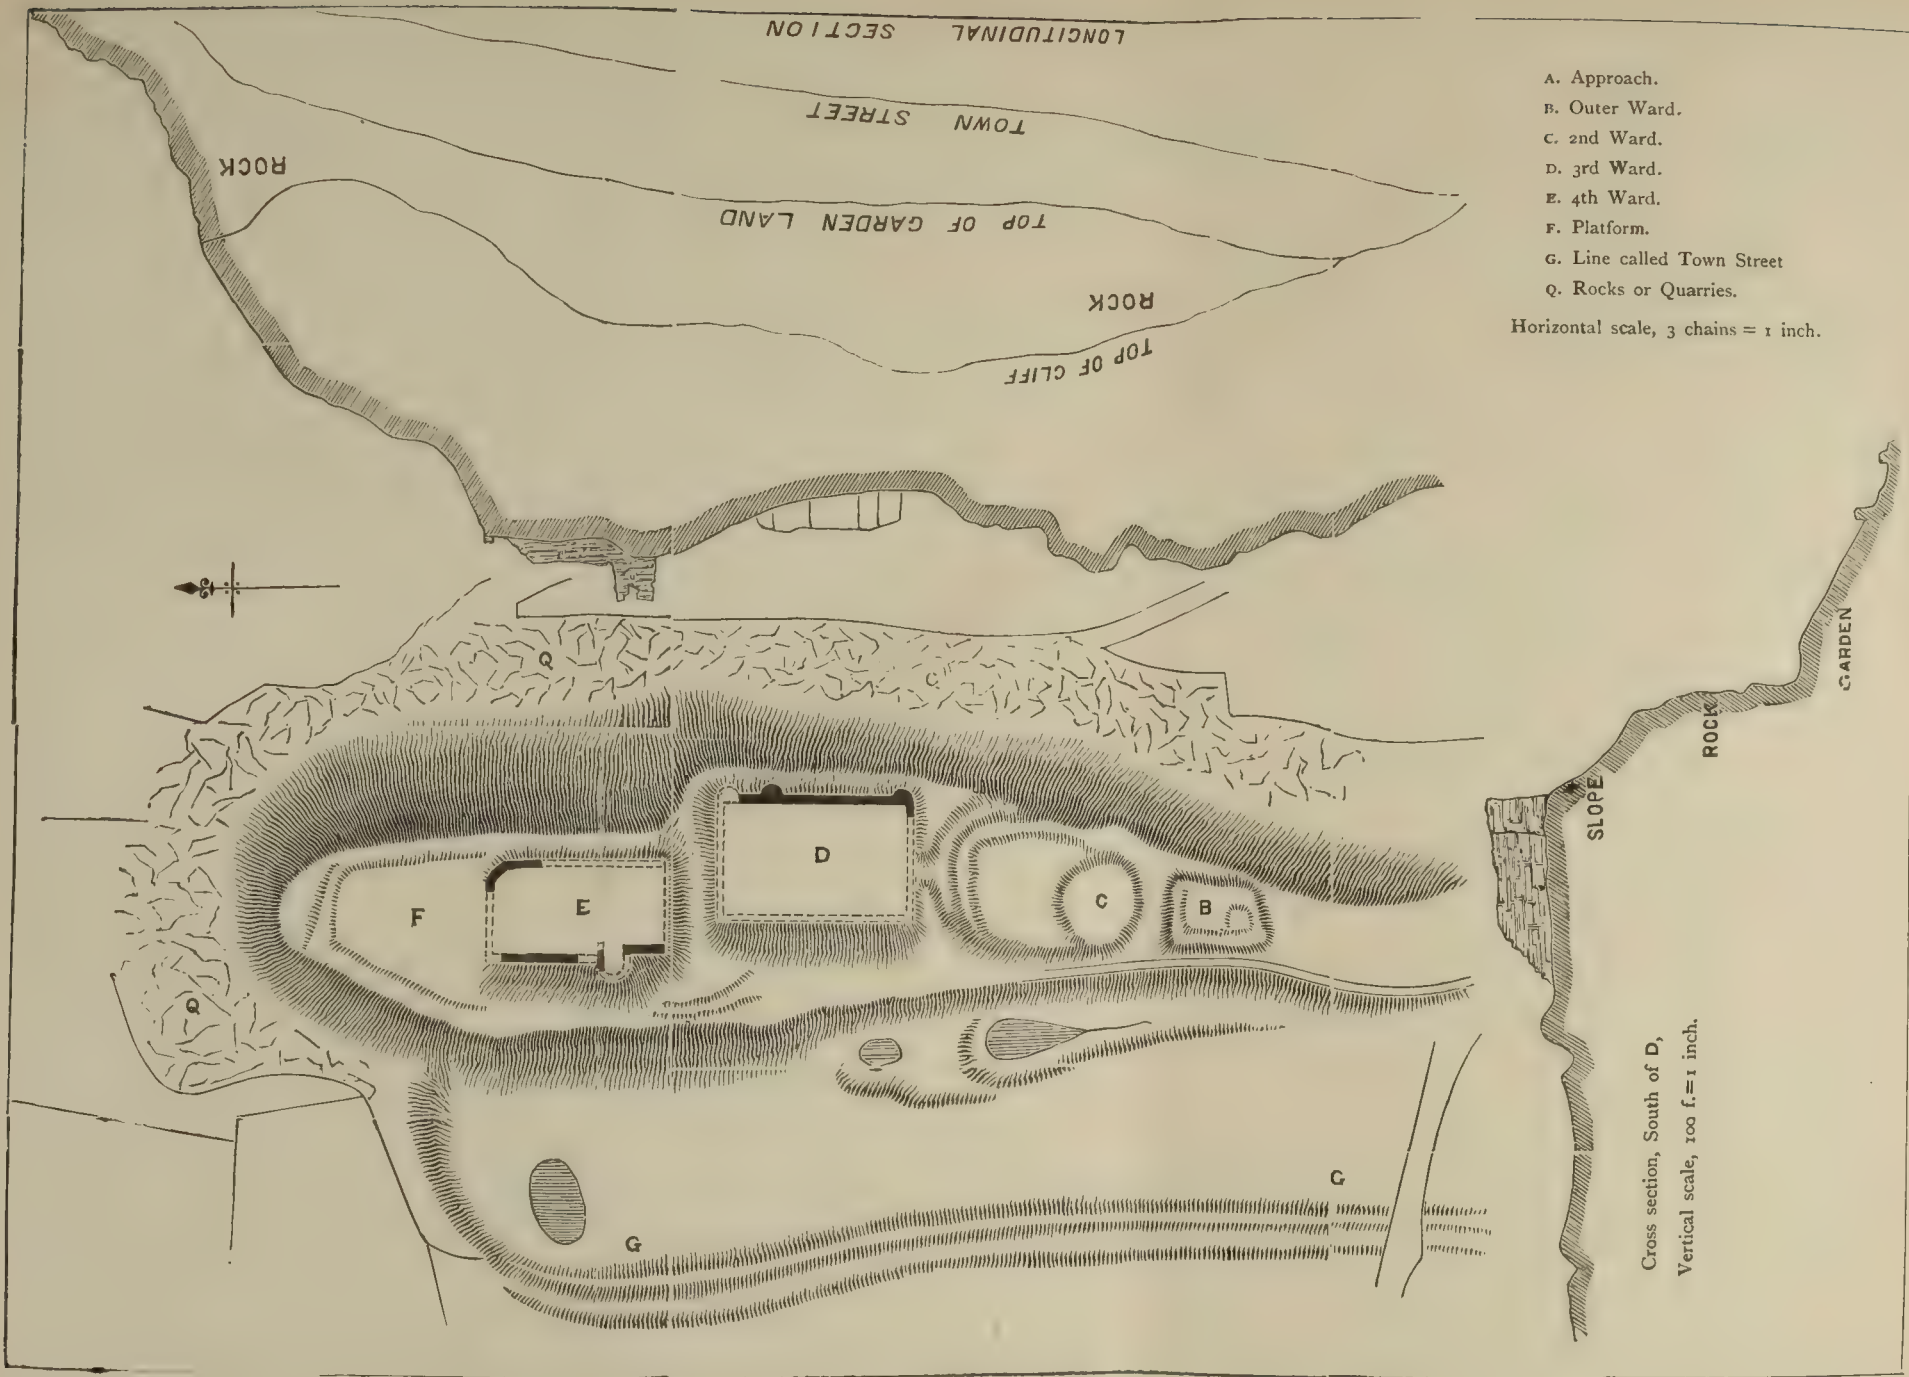 LONGITUDINAL SECTION
TOWN STREET
TOP OF GARDEN LAND
ROCK
ROCK
TOP OF CLIFF
A. Approach.
B. Outer Ward.
C. 2nd Ward.
D. 3rd Ward.
E. 4th Ward.
F. Platform.
G. Line called Town Street
Q. Rocks or Quarries.
Horizontal scale, 3 chains = 1 inch.
Q
Q
F
E
D
C
B
G
G
SLOPE
ROCK
GARDEN
Cross section, South of D,
Vertical scale, 100 f. = 1 inch.